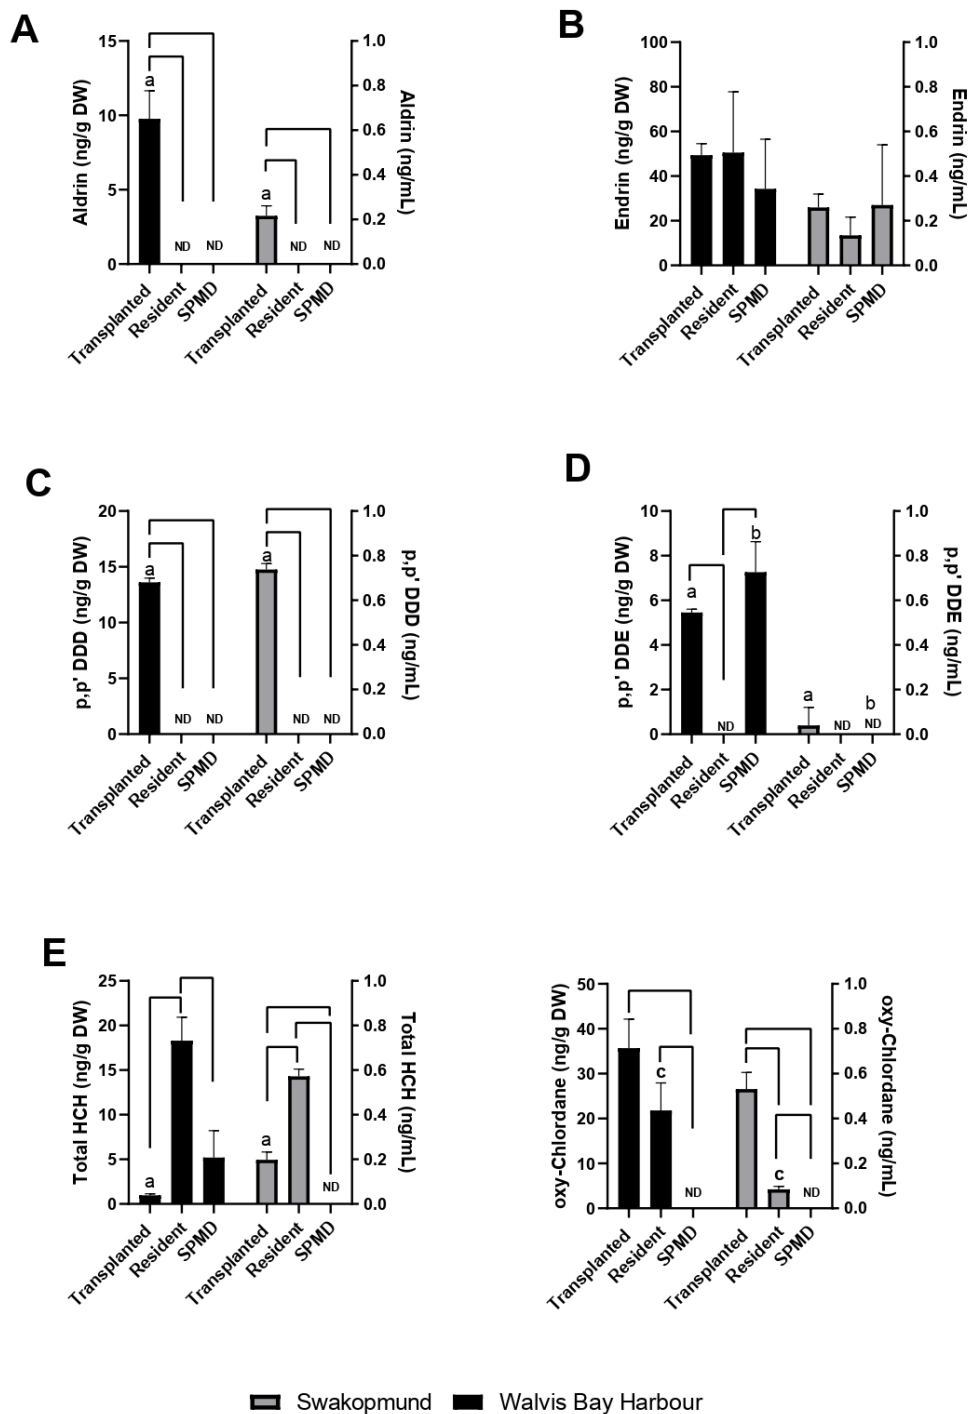 A
Aldrin (ng/g DW)
15
10
5
0
a
ND
ND
a
ND
ND
1.0
0.8
0.6
0.4
0.2
0.0
Aldrin (ng/mL)
Transplanted
Resident
SPMD
Transplanted
Resident
SPMD
B
Endrin (ng/g DW)
100
80
60
40
20
0
1.0
0.8
0.6
0.4
0.2
0.0
Endrin (ng/mL)
Transplanted
Resident
SPMD
Transplanted
Resident
SPMD
C
p,p' DDD (ng/g DW)
20
15
10
5
0
a
ND
ND
a
ND
ND
1.0
0.8
0.6
0.4
0.2
0.0
p,p' DDD (ng/mL)
Transplanted
Resident
SPMD
Transplanted
Resident
SPMD
D
p,p' DDE (ng/g DW)
10
8
6
4
2
0
a
ND
b
a
ND
b
ND
1.0
0.8
0.6
0.4
0.2
0.0
p,p' DDE (ng/mL)
Transplanted
Resident
SPMD
Transplanted
Resident
SPMD
E
Total HCH (ng/g DW)
25
20
15
10
5
0
a
a
ND
1.0
0.8
0.6
0.4
0.2
0.0
Total HCH (ng/mL)
Transplanted
Resident
SPMD
Transplanted
Resident
SPMD
oxy-Chlordane (ng/g DW)
50
40
30
20
10
0
c
ND
c
ND
1.0
0.8
0.6
0.4
0.2
0.0
oxy-Chlordane (ng/mL)
Transplanted
Resident
SPMD
Transplanted
Resident
SPMD
Swakopmund Walvis Bay Harbour